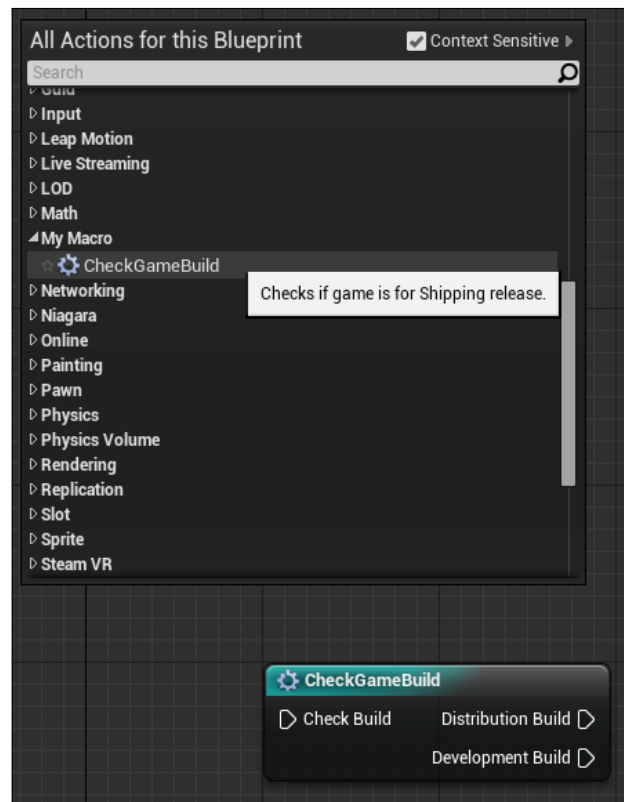 All Actions for this Blueprint Context Sensitive
Search
Guid
Input
Leap Motion
Live Streaming
LOD
Math
My Macro
CheckGameBuild
Networking
Checks if game is for Shipping release.
Niagara
Online
Painting
Pawn
Physics
Physics Volume
Rendering
Replication
Slot
Sprite
Steam VR
CheckGameBuild
Check Build Distribution Build
Development Build